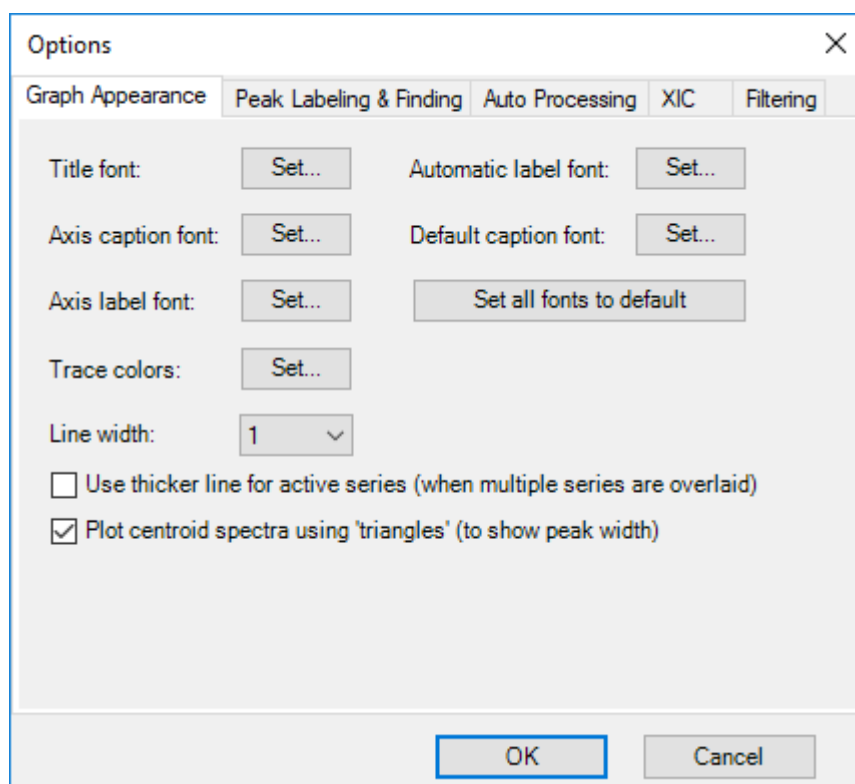 Options
Graph Appearance Peak Labeling & Finding Auto Processing XIC Filtering
Title font: Set... Automatic label font: Set...
Axis caption font: Set... Default caption font: Set...
Axis label font: Set... Set all fonts to default
Trace colors: Set...
Line width: 1
Use thicker line for active series (when multiple series are overlaid)
Plot centroid spectra using 'triangles' (to show peak width)
OK Cancel